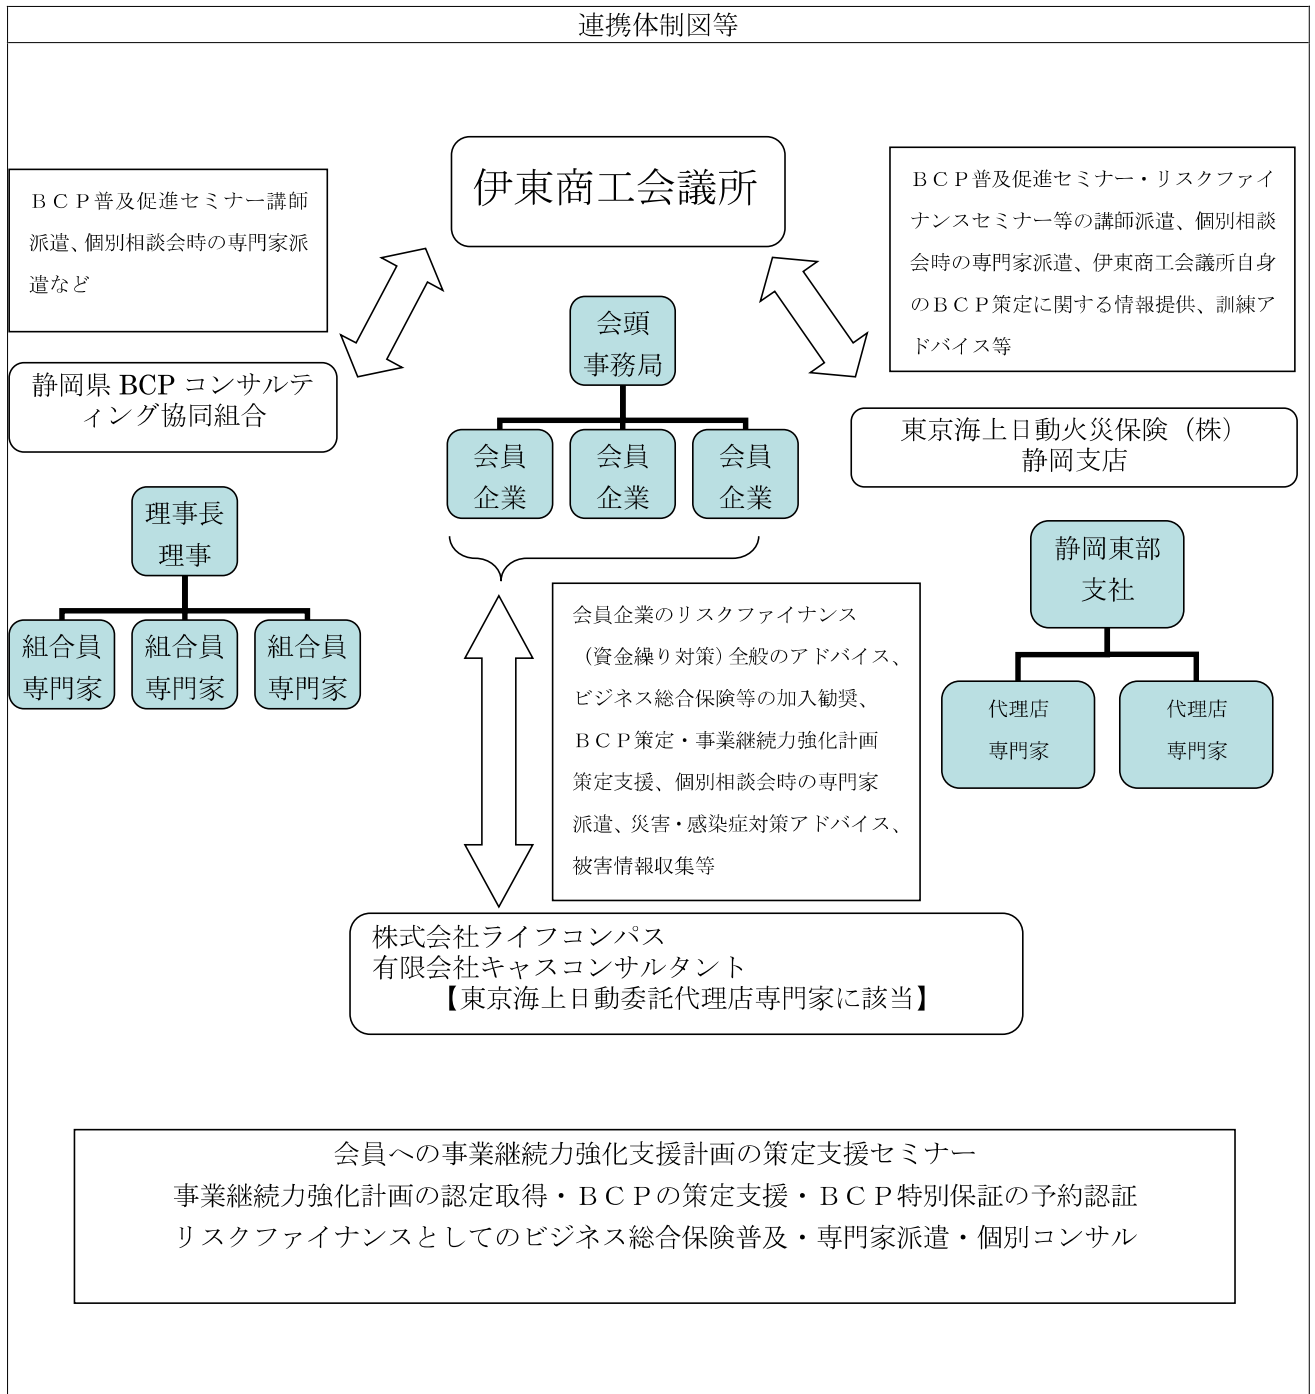 連携体制図等
伊東商工会議所
ＢＣＰ普及促進セミナー講師
派遣、個別相談会時の専門家派
遣など
ＢＣＰ普及促進セミナー・リスクファイ
ナンスセミナー等の講師派遣、個別相談
会時の専門家派遣、伊東商工会議所自身
のＢＣＰ策定に関する情報提供、訓練ア
ドバイス等
静岡県 BCP コンサルテ
ィング協同組合
会頭
事務局
会員
企業
会員
企業
会員
企業
東京海上日動火災保険（株）
静岡支店
理事長
理事
組合員
専門家
組合員
専門家
組合員
専門家
静岡東部
支社
代理店
専門家
代理店
専門家
会員企業のリスクファイナンス
（資金繰り対策）全般のアドバイス、
ビジネス総合保険等の加入勧奨、
ＢＣＰ策定・事業継続力強化計画
策定支援、個別相談会時の専門家
派遣、災害・感染症対策アドバイス、
被害情報収集等
株式会社ライフコンパス
有限会社キャスコンサルタント
【東京海上日動委託代理店専門家に該当】
会員への事業継続力強化支援計画の策定支援セミナー
事業継続力強化計画の認定取得・ＢＣＰの策定支援・ＢＣＰ特別保証の予約認証
リスクファイナンスとしてのビジネス総合保険普及・専門家派遣・個別コンサル